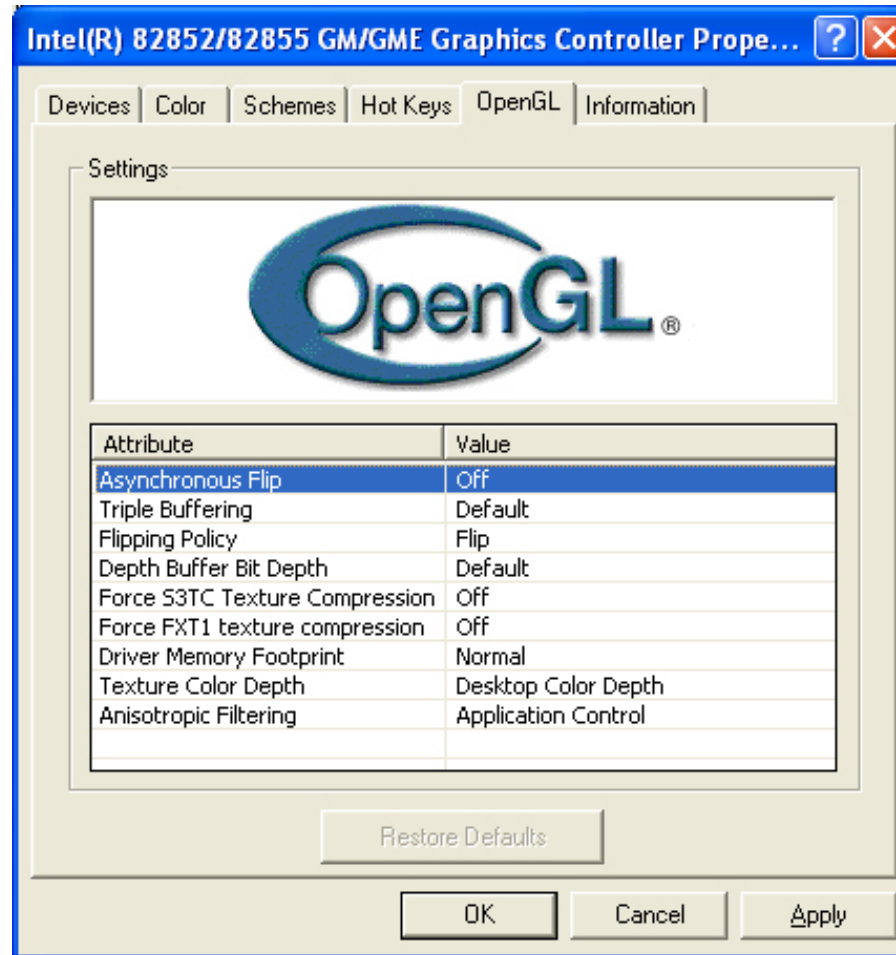 Intel(R) 82852/82855 GM/GME Graphics Controller Prope...
Devices Color Schemes Hot Keys OpenGL Information
Settings
OpenGL®
Attribute Value
Asynchronous Flip Off
Triple Buffering Default
Flipping Policy Flip
Depth Buffer Bit Depth Default
Force S3TC Texture Compression Off
Force FXT1 texture compression Off
Driver Memory Footprint Normal
Texture Color Depth Desktop Color Depth
Anisotropic Filtering Application Control
Restore Defaults
OK Cancel Apply